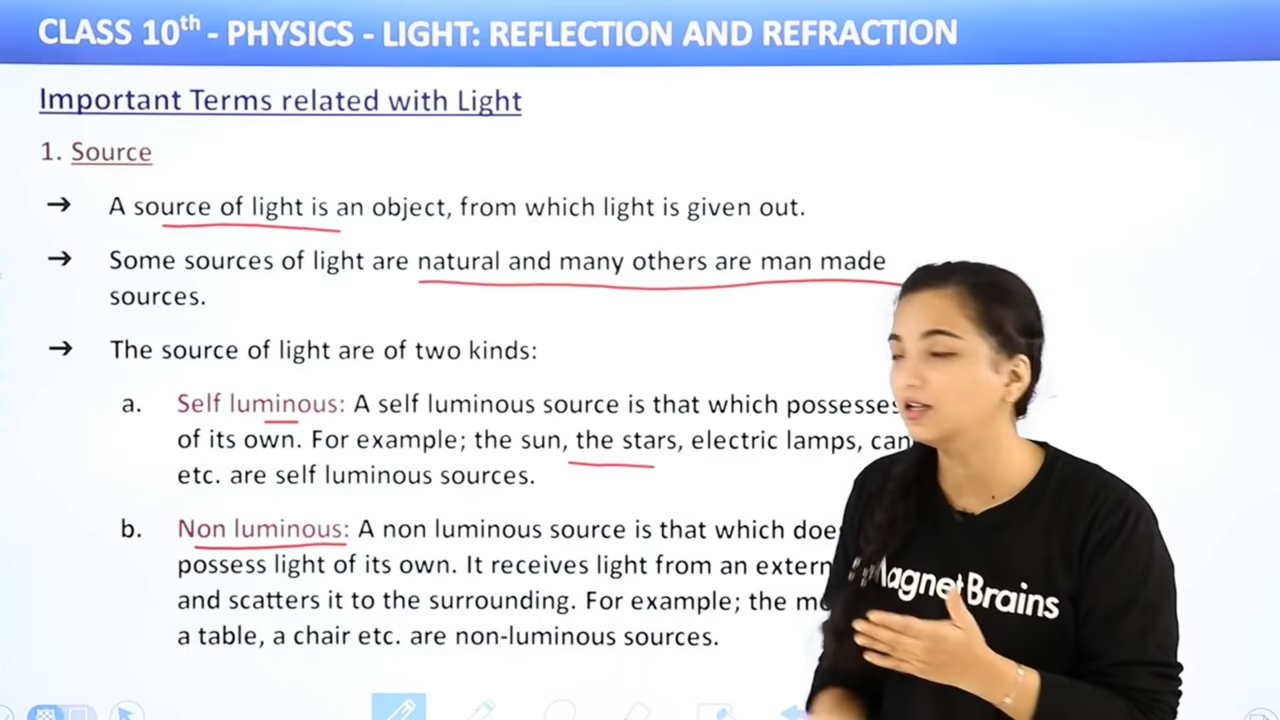 CLASS 10th - PHYSICS - LIGHT: REFLECTION AND REFRACTION
Important Terms related with Light
1. Source
→ A source of light is an object, from which light is given out.
→ Some sources of light are natural and many others are man made
sources.
→ The source of light are of two kinds:
a. Self luminous: A self luminous source is that which possesses
of its own. For example; the sun, the stars, electric lamps,
etc. are self luminous sources.
b. Non luminous: A non luminous source is that which
possess light of its own. It receives light from an
and scatters it to the surrounding. For example; the
a table, a chair etc. are non-luminous sources.
Magnet Brains